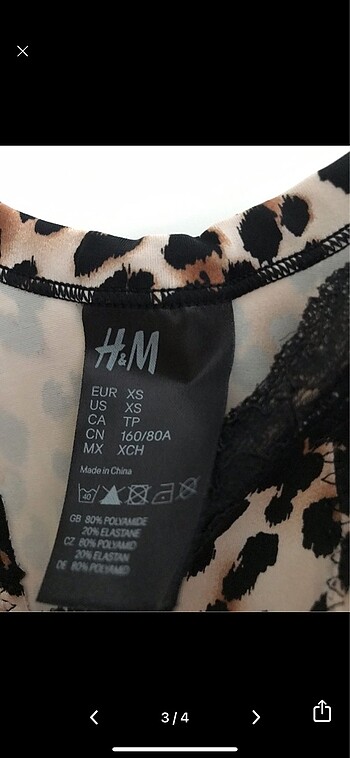 H&M
EUR XS
US XS
CA TP
CN 160/80A
MX XCH
Made in China
40
GB 80% POLYAMIDE
20% ELASTANE
CZ 80% POLYAMID
20% ELASTAN
DE 80% POLYAMID
3/4